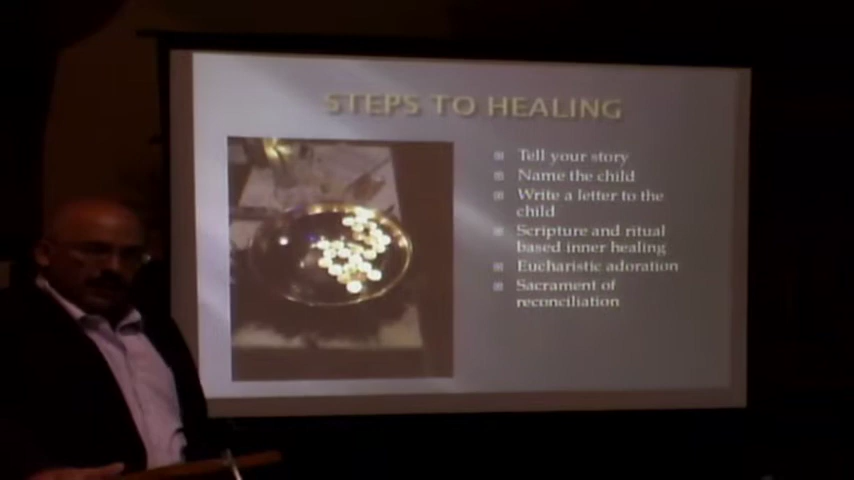 STEPS TO HEALING
Tell your story
Name the child
Write a letter to the
child
Scripture and ritual
based inner healing
Eucharistic adoration
Sacrament of
reconciliation